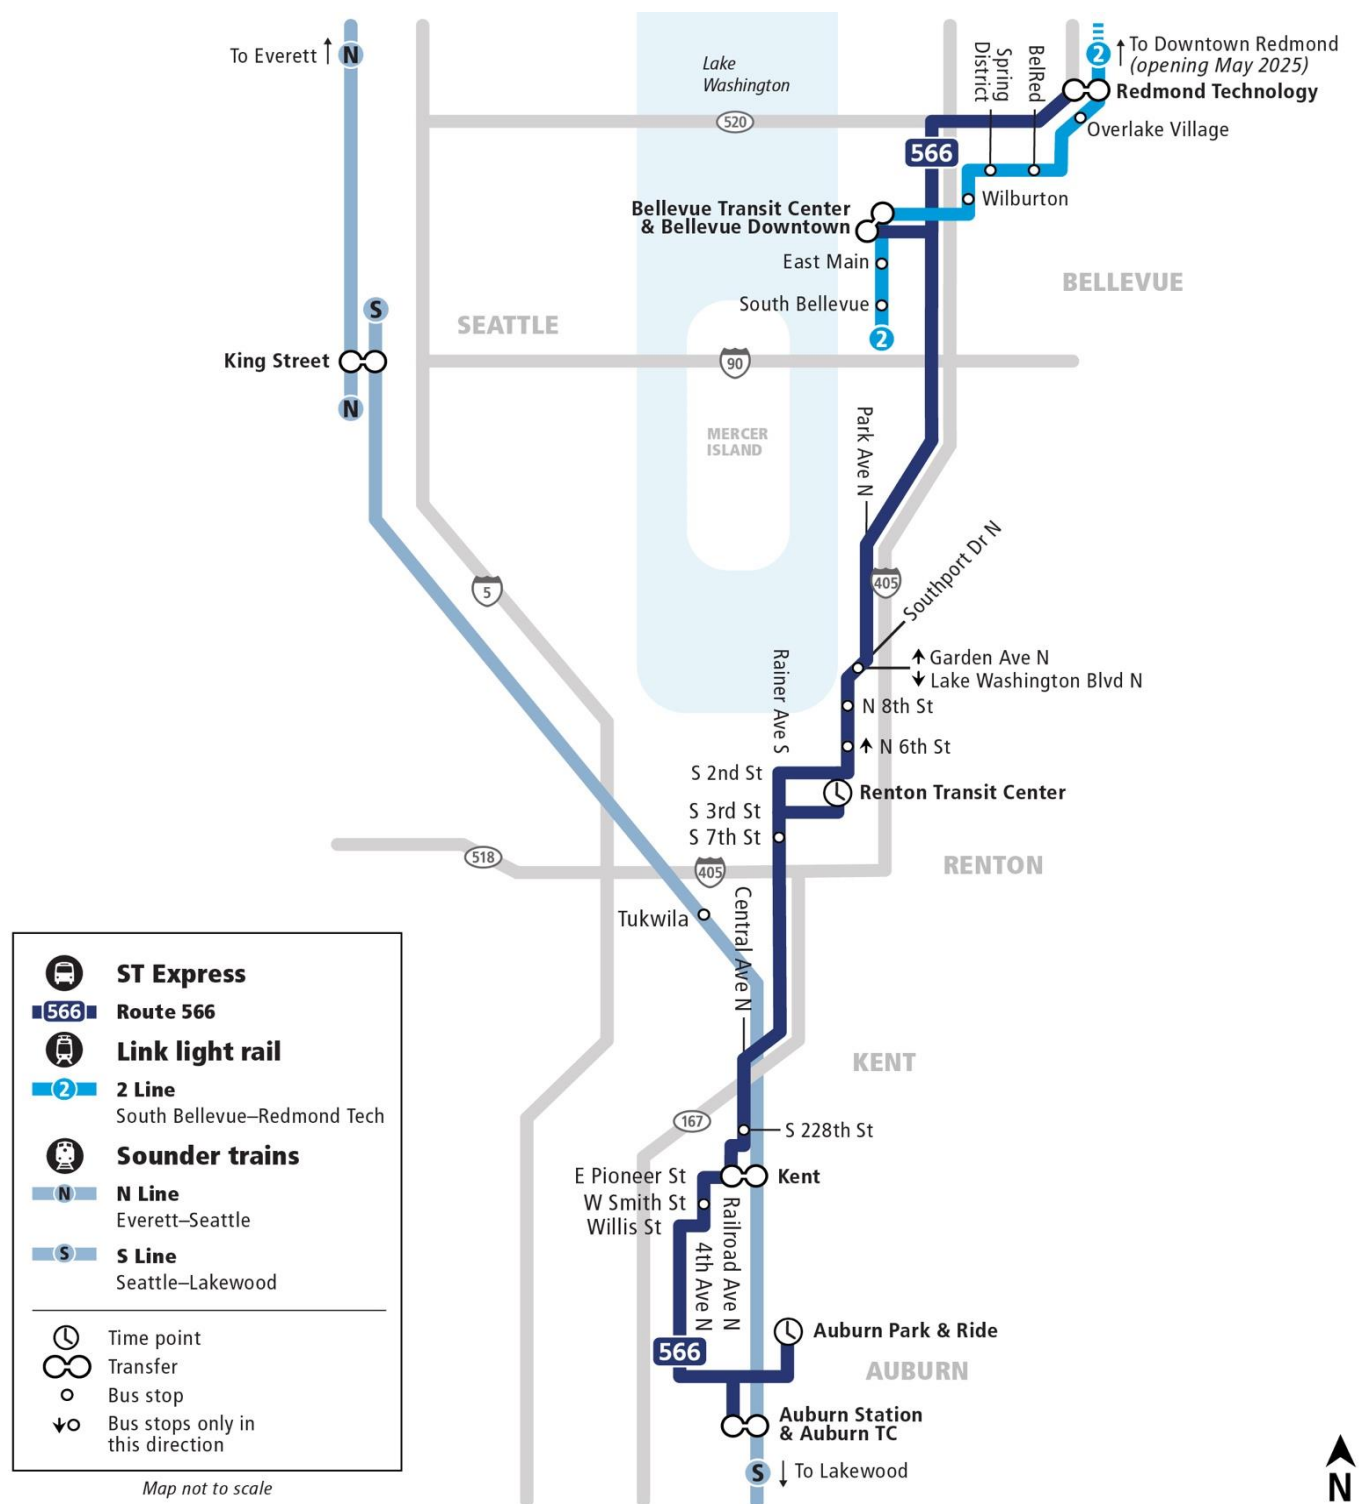 To Everett
N
Lake
Washington
Spring
District
BelRed
2
To Downtown Redmond
(opening May 2025)
Redmond Technology
520
Overlake Village
566
Wilburton
Bellevue Transit Center
& Bellevue Downtown
East Main
BELLEVUE
South Bellevue
S
SEATTLE
2
King Street
90
N
MERCER
ISLAND
Park Ave N
Southport Dr N
5
405
Rainer Ave S
Garden Ave N
Lake Washington Blvd N
N 8th St
N 6th St
S 2nd St
Renton Transit Center
S 3rd St
S 7th St
518
405
RENTON
Central Ave N
Tukwila
KENT
167
S 228th St
E Pioneer St
Kent
W Smith St
Willis St
Railroad Ave N
4th Ave N
566
Auburn Park & Ride
AUBURN
Auburn Station
& Auburn TC
S
To Lakewood
ST Express
566
Route 566
Link light rail
2
2 Line
South Bellevue–Redmond Tech
Sounder trains
N
N Line
Everett–Seattle
S
S Line
Seattle–Lakewood
Time point
Transfer
Bus stop
Bus stops only in
this direction
Map not to scale
N